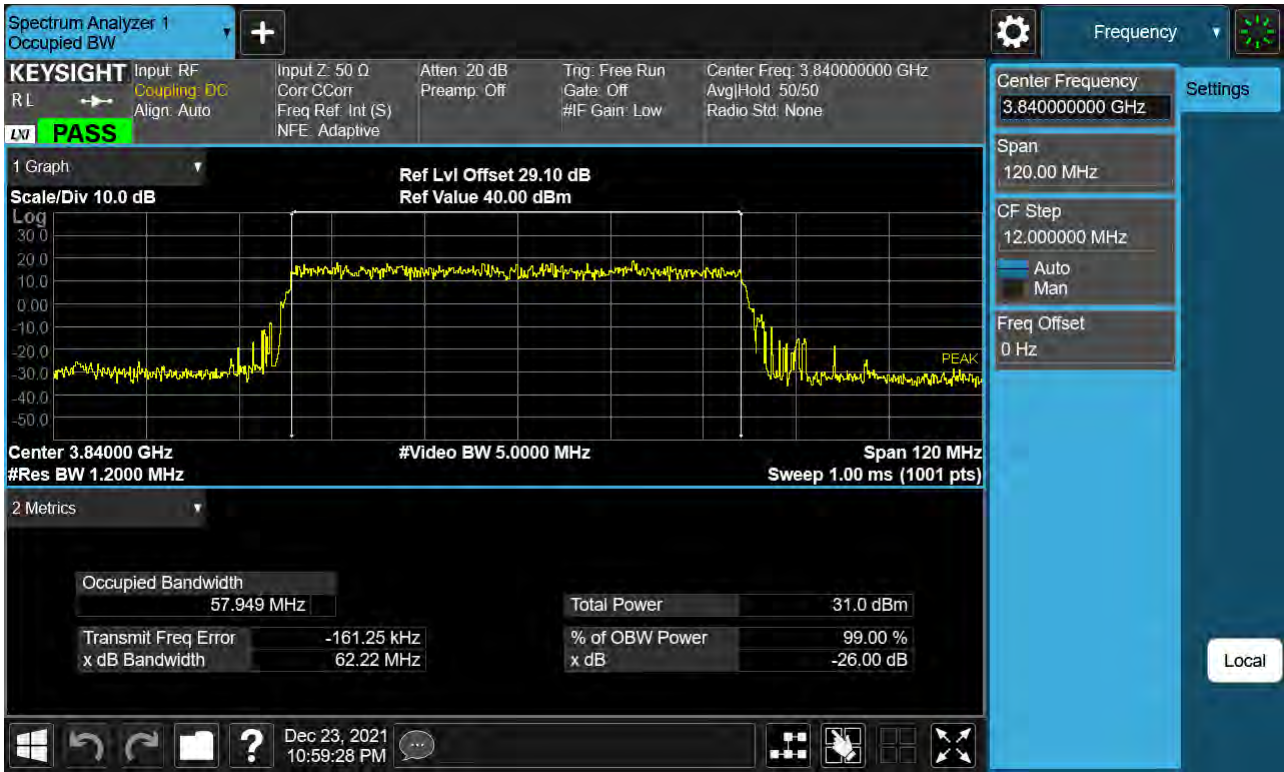 Spectrum Analyzer 1
Occupied BW
+
Frequency
KEYSIGHT
R L
LXI
PASS
Input: RF
Coupling: DC
Align: Auto
Input Z: 50 Ω
Corr CCorr
Freq Ref: Int (S)
NFE: Adaptive
Atten: 20 dB
Preamp: Off
Trig: Free Run
Gate: Off
#IF Gain: Low
Center Freq: 3.840000000 GHz
Avg|Hold: 50/50
Radio Std: None
Center Frequency
3.840000000 GHz
Settings
Span
120.00 MHz
CF Step
12.000000 MHz
Auto
Man
Freq Offset
0 Hz
Local
1 Graph
Scale/Div 10.0 dB
Ref Lvl Offset 29.10 dB
Ref Value 40.00 dBm
Log
30.0
20.0
10.0
0.00
-10.0
-20.0
-30.0
-40.0
-50.0
PEAK
Center 3.84000 GHz
#Video BW 5.0000 MHz
Span 120 MHz
#Res BW 1.2000 MHz
Sweep 1.00 ms (1001 pts)
2 Metrics
Occupied Bandwidth
57.949 MHz
Total Power 31.0 dBm
Transmit Freq Error -161.25 kHz
% of OBW Power 99.00 %
x dB Bandwidth 62.22 MHz
x dB -26.00 dB
?
Dec 23, 2021
10:59:28 PM